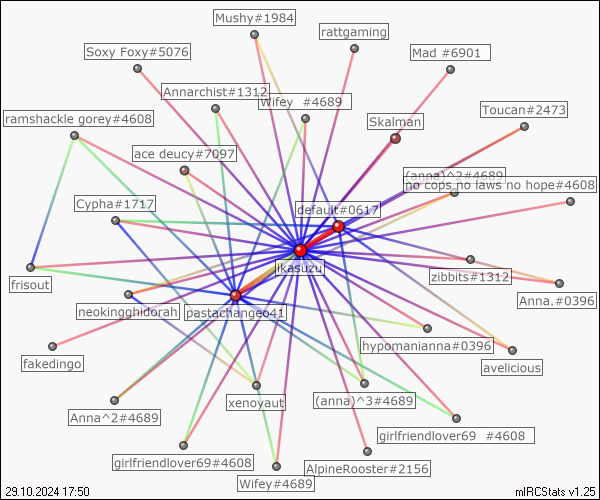 Mushy#1984
rattgaming
Soxy Foxy#5076
Mad #6901
Annarchist#1312
Wifey  #4689
ramshackle gorey#4608
Skalman
Toucan#2473
ace deucy#7097
(anna)^2#4689
no cops no laws no hope#4608
Cypha#1717
default#0617
ikasuzu
frisout
zibbits#1312
Anna.#0396
neokingghidorah
pastachangeo41
hypomanianna#0396
fakedingo
avelicious
xenoyaut
(anna)^3#4689
Anna^2#4689
girlfriendlover69  #4608
girlfriendlover69#4608
AlpineRooster#2156
Wifey#4689
29.10.2024 17:50
mIRCStats v1.25